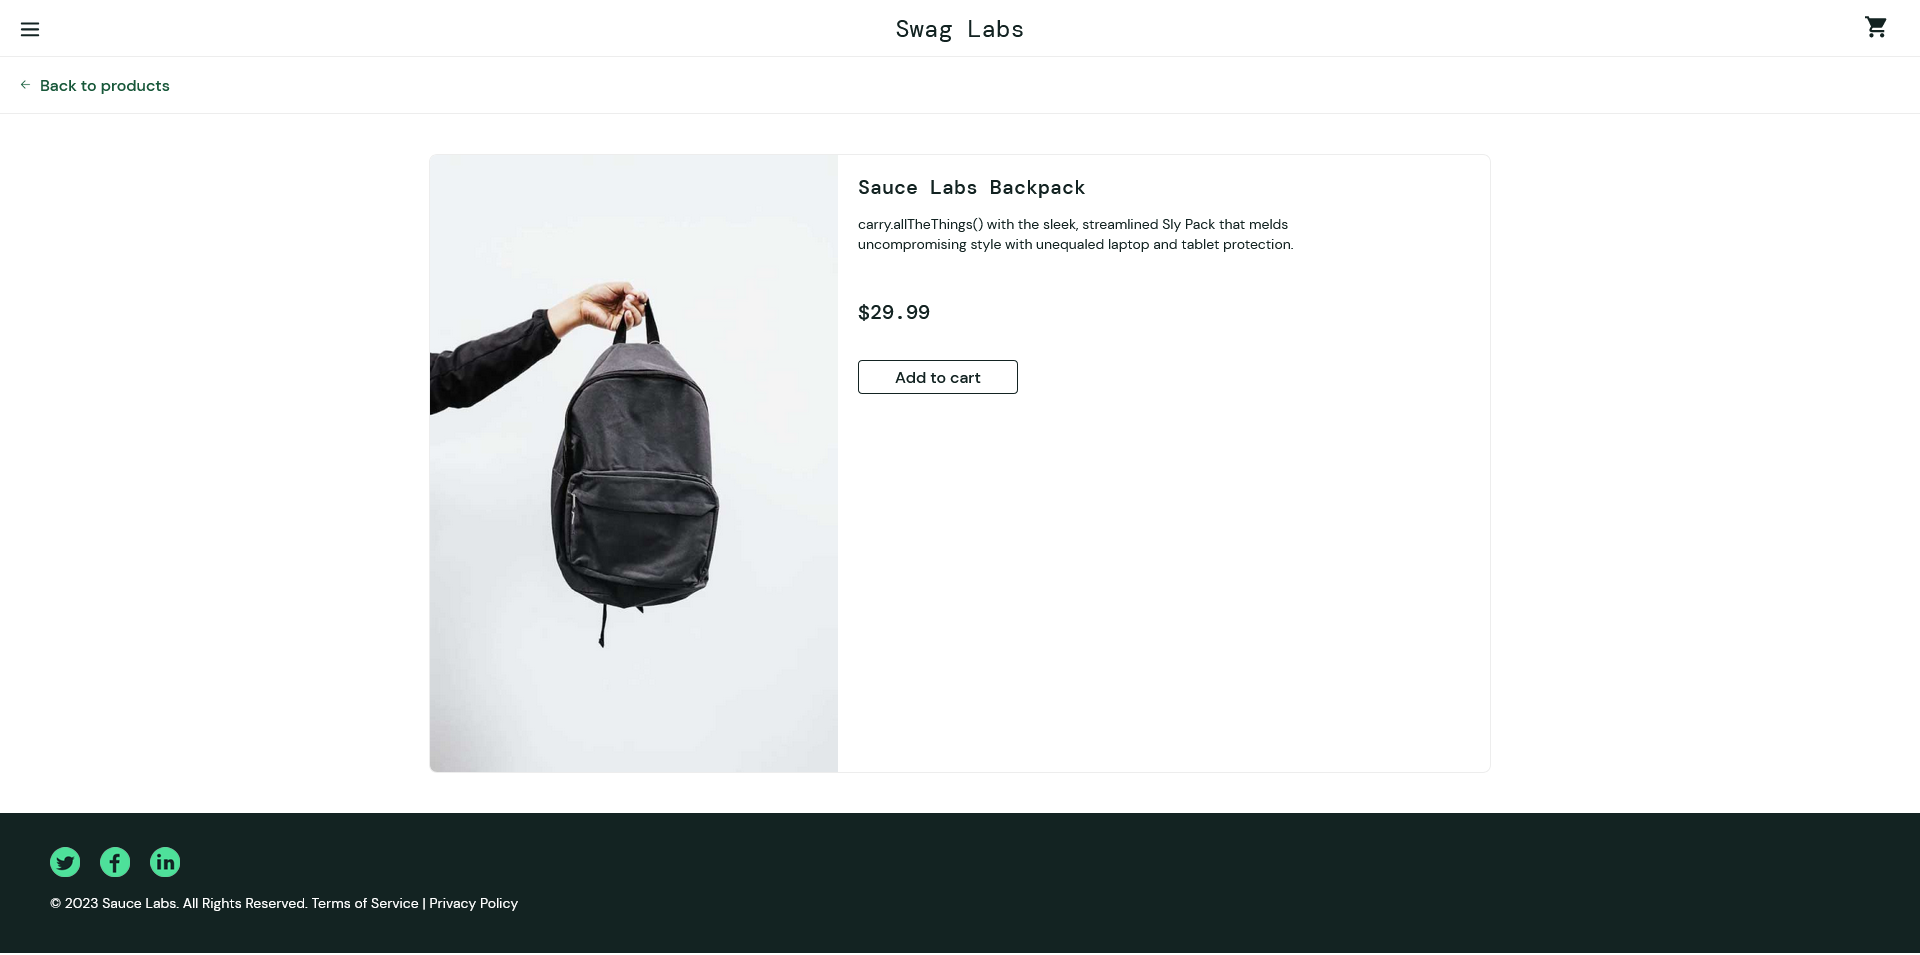 Swag Labs
Back to products
Sauce Labs Backpack
carry.allTheThings() with the sleek, streamlined Sly Pack that melds
uncompromising style with unequaled laptop and tablet protection.
$29.99
Add to cart
© 2023 Sauce Labs. All Rights Reserved. Terms of Service | Privacy Policy